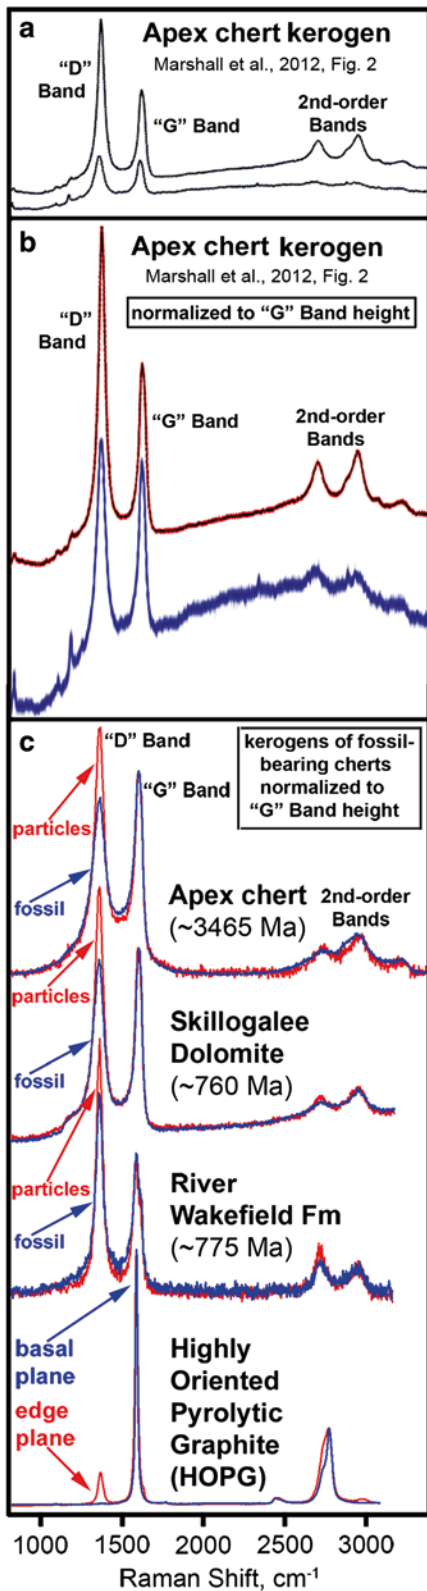 a
Apex chert kerogen
Marshall et al., 2012, Fig. 2
“D”
Band
“G” Band
2nd-order
Bands
b
Apex chert kerogen
Marshall et al., 2012, Fig. 2
normalized to “G” Band height
“D”
Band
“G” Band
2nd-order
Bands
c
“D” Band
“G” Band
kerogens of fossil-
bearing cherts
normalized to
“G” Band height
particles
fossil
Apex chert
(~3465 Ma)
2nd-order
Bands
particles
fossil
Skillogalee
Dolomite
(~760 Ma)
particles
fossil
River
Wakefield Fm
(~775 Ma)
basal
plane
edge
plane
Highly
Oriented
Pyrolytic
Graphite
(HOPG)
1000 1500 2000 2500 3000
Raman Shift, cm⁻¹